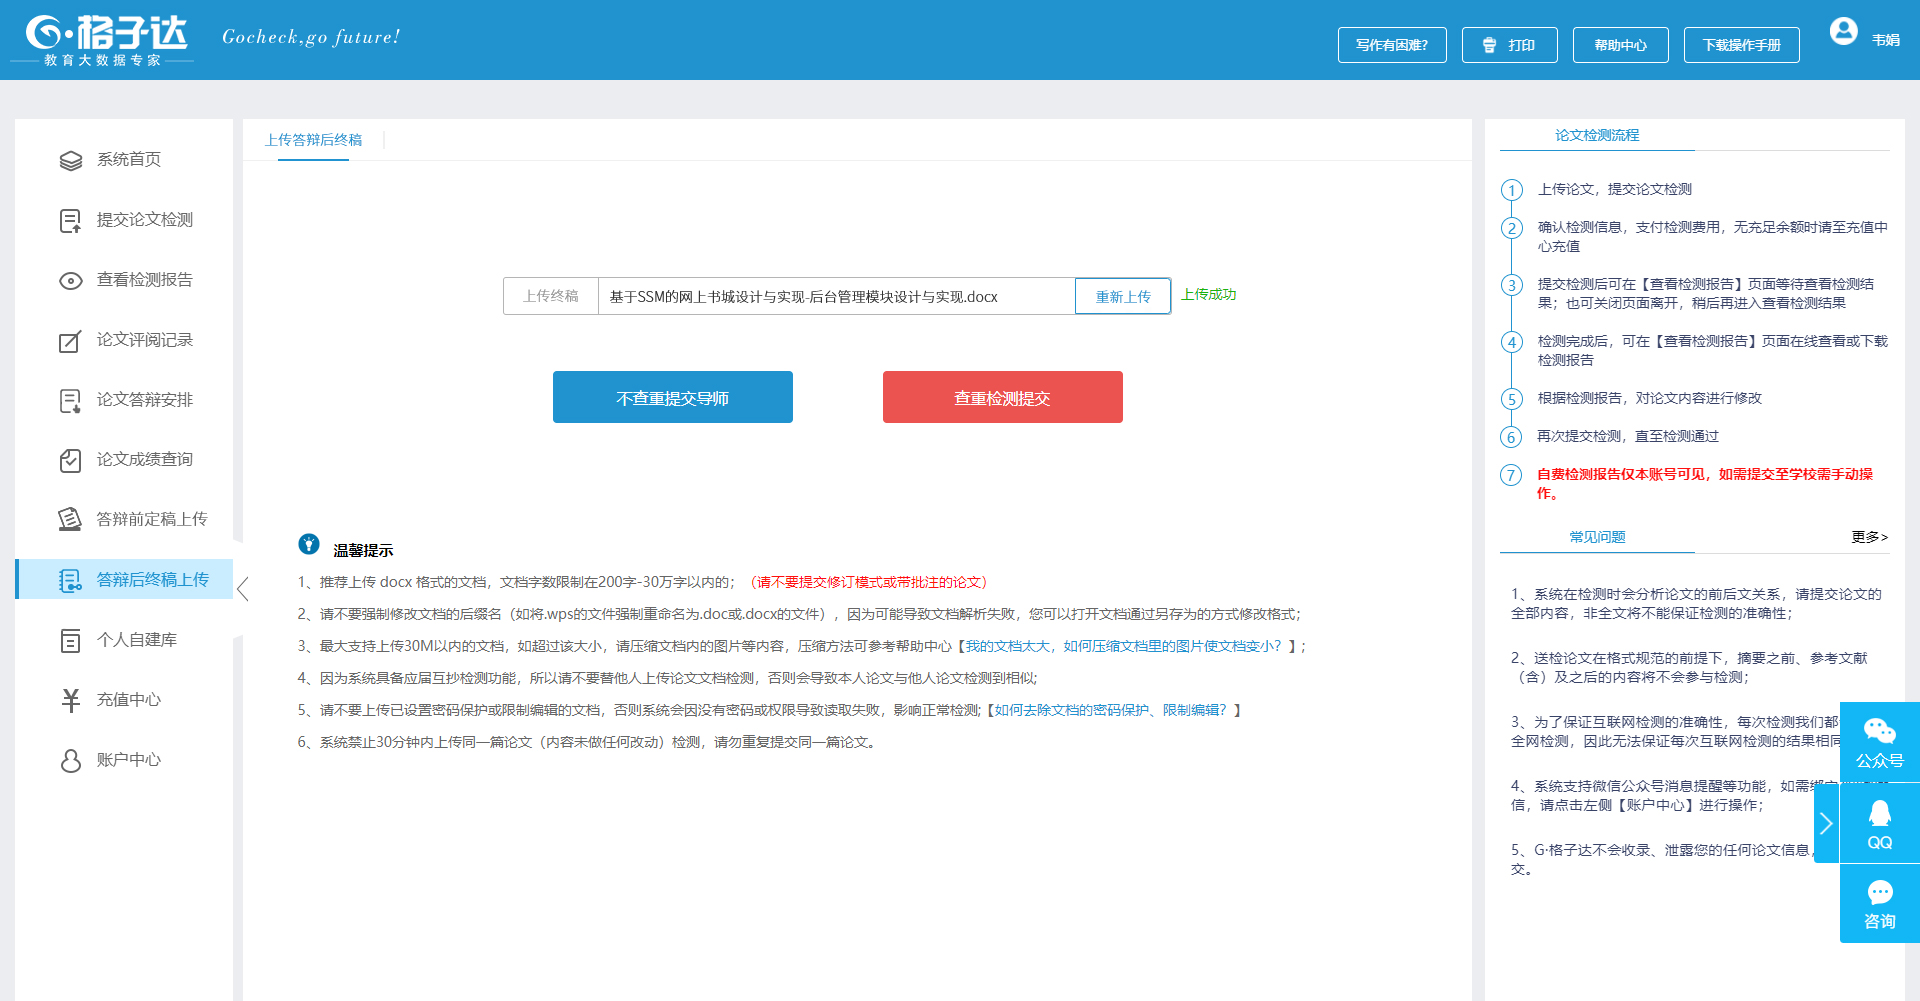 G·格子达
教育大数据专家
Gocheck,go future!
写作有困难?
打印
帮助中心
下载操作手册
韦娟
系统首页
提交论文检测
查看检测报告
论文评阅记录
论文答辩安排
论文成绩查询
答辩前定稿上传
答辩后终稿上传
个人自建库
充值中心
账户中心
上传答辩后终稿
上传终稿
基于SSM的网上书城设计与实现-后台管理模块设计与实现.docx
重新上传
上传成功
不查重提交导师
查重检测提交
温馨提示
1、推荐上传 docx 格式的文档，文档字数限制在200字-30万字以内的；（请不要提交修订模式或带批注的论文）
2、请不要强制修改文档的后缀名（如将.wps的文件强制重命名为.doc或.docx的文件），因为可能导致文档解析失败，您可以打开文档通过另存为的方式修改格式；
3、最大支持上传30M以内的文档，如超过该大小，请压缩文档内的图片等内容，压缩方法可参考帮助中心【我的文档太大，如何压缩文档里的图片使文档变小？】；
4、因为系统具备应届互抄检测功能，所以请不要替他人上传论文文档检测，否则会导致本人论文与他人论文检测到相似;
5、请不要上传已设置密码保护或限制编辑的文档，否则系统会因没有密码或权限导致读取失败，影响正常检测;【如何去除文档的密码保护、限制编辑？】
6、系统禁止30分钟内上传同一篇论文（内容未做任何改动）检测，请勿重复提交同一篇论文。
论文检测流程
1 上传论文，提交论文检测
2 确认检测信息，支付检测费用，无充足余额时请至充值中
心充值
3 提交检测后可在【查看检测报告】页面等待查看检测结
果；也可关闭页面离开，稍后再进入查看检测结果
4 检测完成后，可在【查看检测报告】页面在线查看或下载
检测报告
5 根据检测报告，对论文内容进行修改
6 再次提交检测，直至检测通过
7 自费检测报告仅本账号可见，如需提交至学校需手动操
作。
常见问题
更多>
1、系统在检测时会分析论文的前后文关系，请提交论文的
全部内容，非全文将不能保证检测的准确性；
2、送检论文在格式规范的前提下，摘要之前、参考文献
（含）及之后的内容将不会参与检测；
3、为了保证互联网检测的准确性，每次检测我们都
全网检测，因此无法保证每次互联网检测的结果相同
4、系统支持微信公众号消息提醒等功能，如需绑定
信，请点击左侧【账户中心】进行操作；
5、G·格子达不会收录、泄露您的任何论文信息，
交。
公众号
QQ
咨询